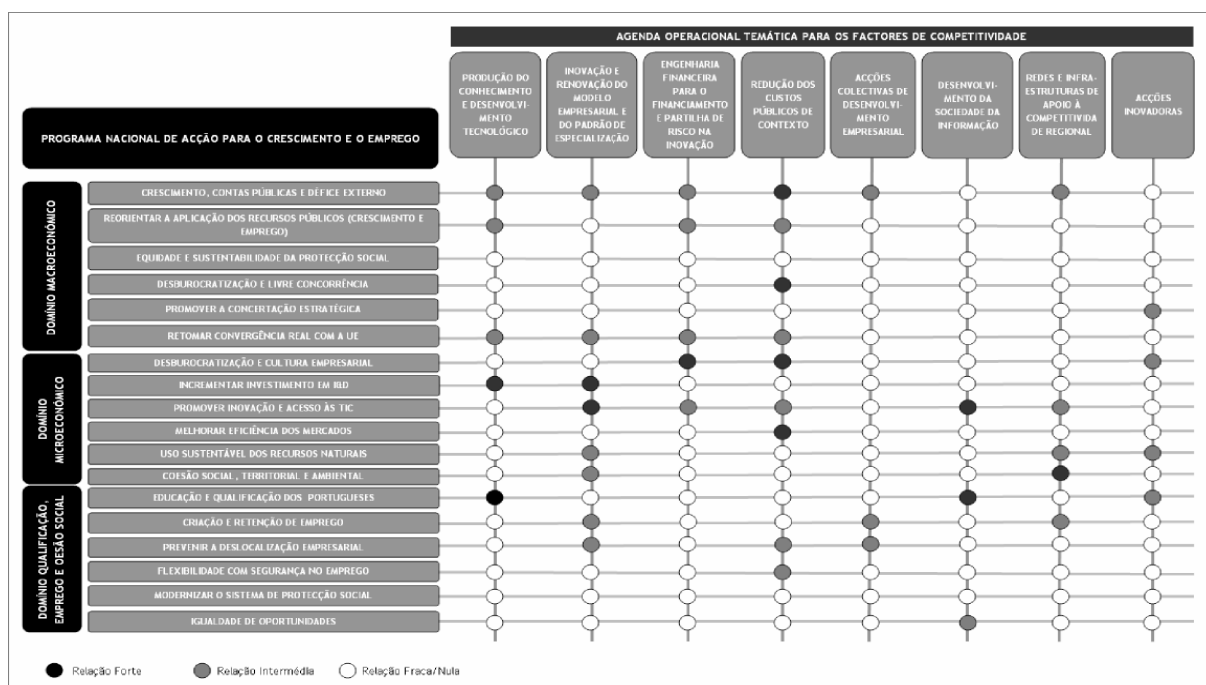 AGENDA OPERACIONAL TEMÁTICA PARA OS FACTORES DE COMPETITIVIDADE
PRODUÇÃO DO
CONHECIMENTO
E DESENVOLVI-
MENTO
TECNOLÓGICO
INOVAÇÃO E
RENOVAÇÃO DO
MODELO
EMPRESARIAL E
DO PADRÃO DE
ESPECIALIZAÇÃO
ENGENHARIA
FINANCEIRA
PARA O
FINANCIAMENTO
E PARTILHA DE
RISCO NA
INOVAÇÃO
REDUÇÃO DOS
CUSTOS
PÚBLICOS DE
CONTEXTO
ACÇÕES
COLECTIVAS DE
DESENVOLVI-
MENTO
EMPRESARIAL
DESENVOLVI-
MENTO DA
SOCIEDADE DA
INFORMAÇÃO
REDES E INFRA-
ESTRUTURAS DE
APOIO À
COMPETITIVIDA
DE REGIONAL
ACÇÕES
INOVADORAS
PROGRAMA NACIONAL DE ACÇÃO PARA O CRESCIMENTO E O EMPREGO
DOMÍNIO MACROECONÓMICO
CRESCIMENTO, CONTAS PÚBLICAS E DÉFICE EXTERNO
REORIENTAR A APLICAÇÃO DOS RECURSOS PÚBLICOS (CRESCIMENTO E
EMPREGO)
EQUIDADE E SUSTENTABILIDADE DA PROTECÇÃO SOCIAL
DESBUROCRATIZAÇÃO E LIVRE CONCORRÊNCIA
PROMOVER A CONCERTAÇÃO ESTRATÉGICA
RETOMAR CONVERGÊNCIA REAL COM A UE
DOMÍNIO
MICROECONÓMICO
DESBUROCRATIZAÇÃO E CULTURA EMPRESARIAL
INCREMENTAR INVESTIMENTO EM I&D
PROMOVER INOVAÇÃO E ACESSO ÀS TIC
MELHORAR EFICIÊNCIA DOS MERCADOS
USO SUSTENTÁVEL DOS RECURSOS NATURAIS
COESÃO SOCIAL, TERRITORIAL E AMBIENTAL
DOMÍNIO QUALIFICAÇÃO,
EMPREGO E OESÃO SOCIAL
EDUCAÇÃO E QUALIFICAÇÃO DOS PORTUGUESES
CRIAÇÃO E RETENÇÃO DE EMPREGO
PREVENIR A DESLOCALIZAÇÃO EMPRESARIAL
FLEXIBILIDADE COM SEGURANÇA NO EMPREGO
MODERNIZAR O SISTEMA DE PROTECÇÃO SOCIAL
IGUALDADE DE OPORTUNIDADES
Relação Forte
Relação Intermédia
Relação Fraca/Nula